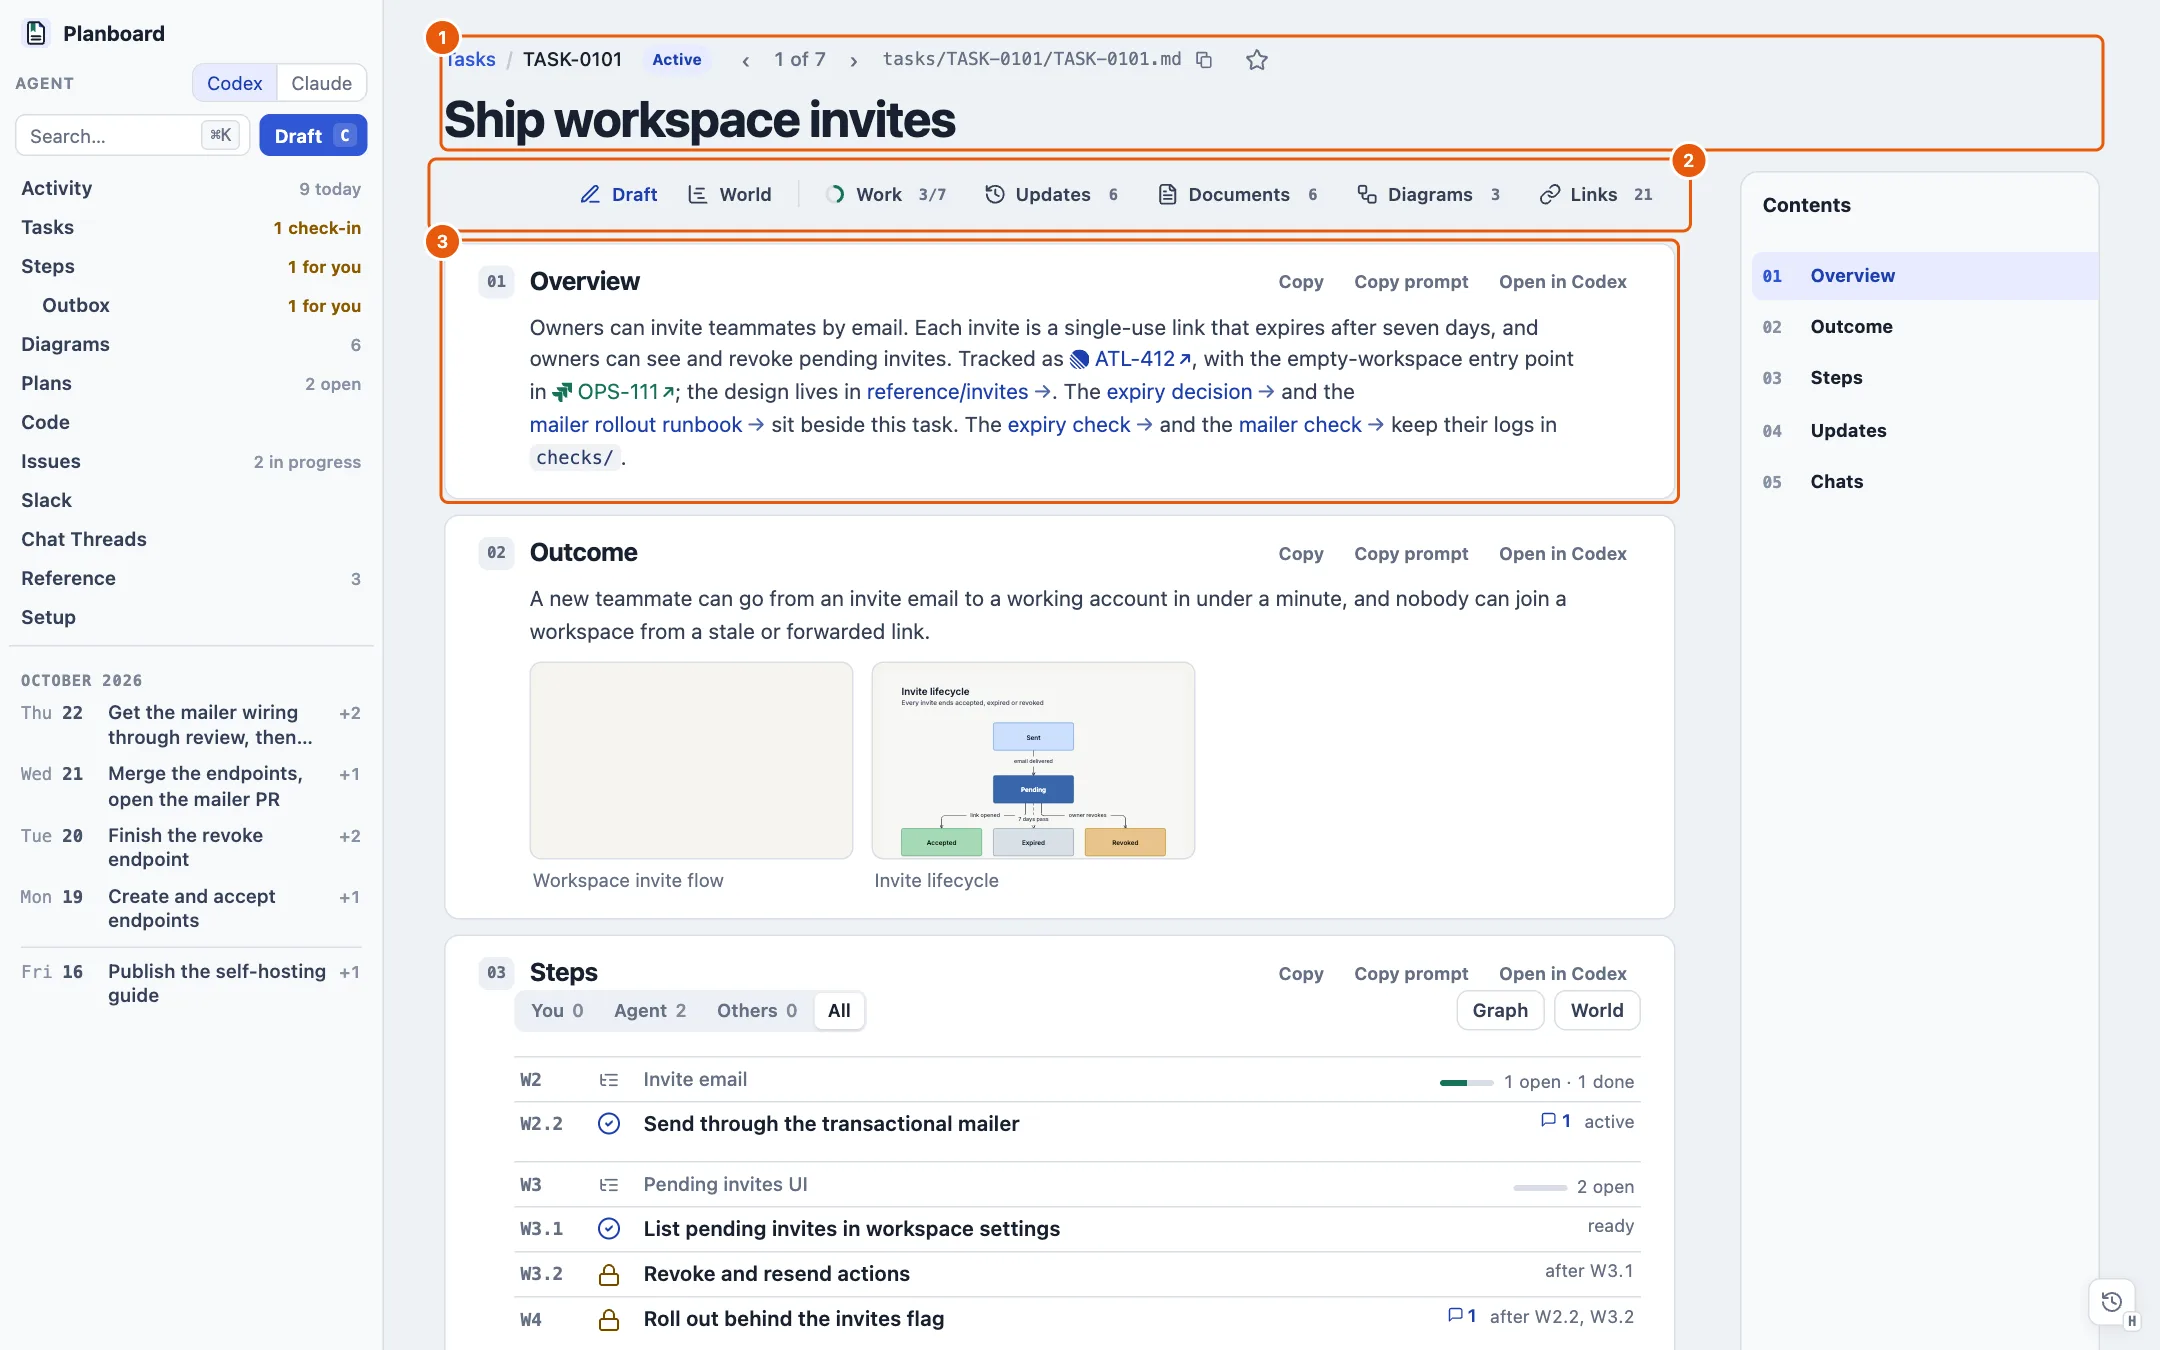 Planboard
AGENT
Codex
Claude
Search...
⌘K
Draft C
Activity 9 today
Tasks 1 check-in
Steps 1 for you
Outbox 1 for you
Diagrams 6
Plans 2 open
Code
Issues 2 in progress
Slack
Chat Threads
Reference 3
Setup
OCTOBER 2026
Thu 22 Get the mailer wiring +2
through review, then...
Wed 21 Merge the endpoints, +1
open the mailer PR
Tue 20 Finish the revoke +2
endpoint
Mon 19 Create and accept +1
endpoints
Fri 16 Publish the self-hosting +1
guide
1
Tasks / TASK-0101 Active ‹ 1 of 7 › tasks/TASK-0101/TASK-0101.md
Ship workspace invites
2
Draft World Work 3/7 Updates 6 Documents 6 Diagrams 3 Links 21
3
01 Overview Copy Copy prompt Open in Codex
Owners can invite teammates by email. Each invite is a single-use link that expires after seven days, and
owners can see and revoke pending invites. Tracked as ATL-412↗, with the empty-workspace entry point
in OPS-111↗; the design lives in reference/invites →. The expiry decision → and the
mailer rollout runbook → sit beside this task. The expiry check → and the mailer check → keep their logs in
checks/ .
02 Outcome Copy Copy prompt Open in Codex
A new teammate can go from an invite email to a working account in under a minute, and nobody can join a
workspace from a stale or forwarded link.
Invite lifecycle
Every invite ends accepted, expired or revoked
Sent
email delivered
Pending
link opened
7 days pass
owner revokes
Accepted
Expired
Revoked
Workspace invite flow
Invite lifecycle
03 Steps Copy Copy prompt Open in Codex
You 0 Agent 2 Others 0 All
Graph World
W2 Invite email 1 open · 1 done
W2.2 Send through the transactional mailer 1 active
W3 Pending invites UI 2 open
W3.1 List pending invites in workspace settings ready
W3.2 Revoke and resend actions after W3.1
W4 Roll out behind the invites flag 1 after W2.2, W3.2
Contents
01 Overview
02 Outcome
03 Steps
04 Updates
05 Chats
H